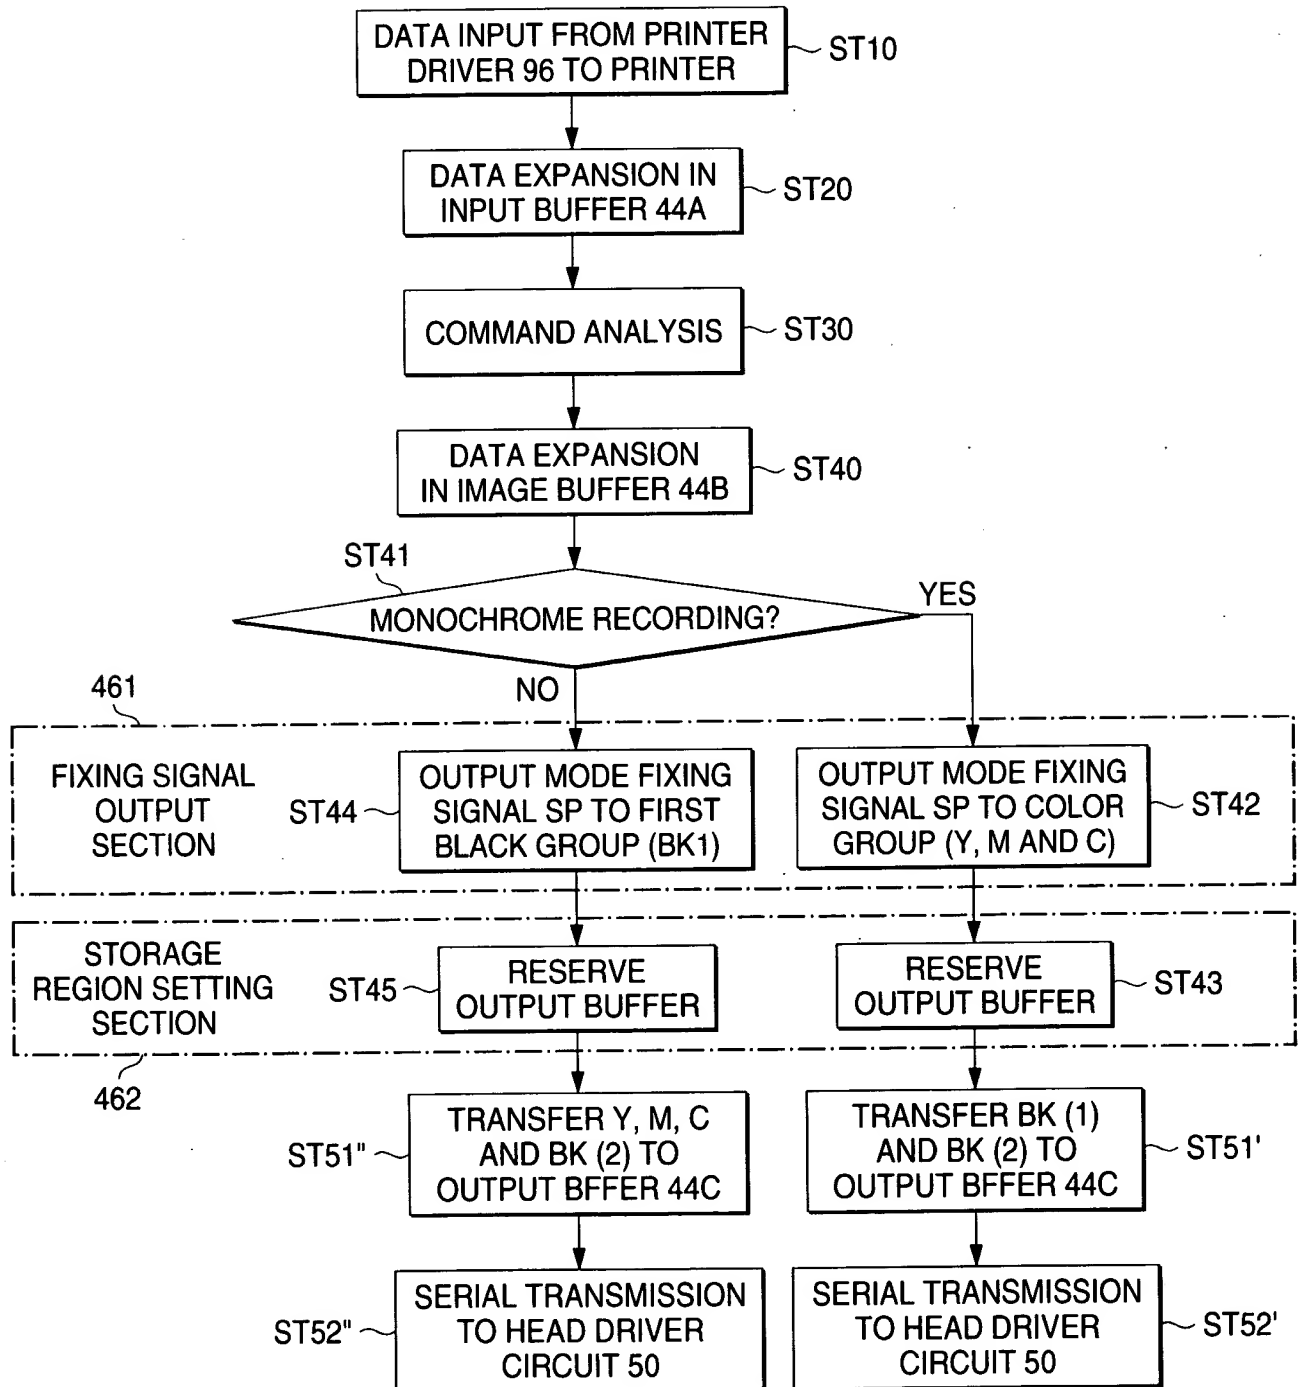 DATA INPUT FROM PRINTER
DRIVER 96 TO PRINTER
ST10
DATA EXPANSION IN
INPUT BUFFER 44A
ST20
COMMAND ANALYSIS
ST30
DATA EXPANSION
IN IMAGE BUFFER 44B
ST40
ST41
MONOCHROME RECORDING?
YES
NO
461
FIXING SIGNAL
OUTPUT
SECTION
ST44
OUTPUT MODE FIXING
SIGNAL SP TO FIRST
BLACK GROUP (BK1)
OUTPUT MODE FIXING
SIGNAL SP TO COLOR
GROUP (Y, M AND C)
ST42
STORAGE
REGION SETTING
SECTION
ST45
RESERVE
OUTPUT BUFFER
RESERVE
OUTPUT BUFFER
ST43
462
ST51"
TRANSFER Y, M, C
AND BK (2) TO
OUTPUT BFFER 44C
TRANSFER BK (1)
AND BK (2) TO
OUTPUT BFFER 44C
ST51'
ST52"
SERIAL TRANSMISSION
TO HEAD DRIVER
CIRCUIT 50
SERIAL TRANSMISSION
TO HEAD DRIVER
CIRCUIT 50
ST52'